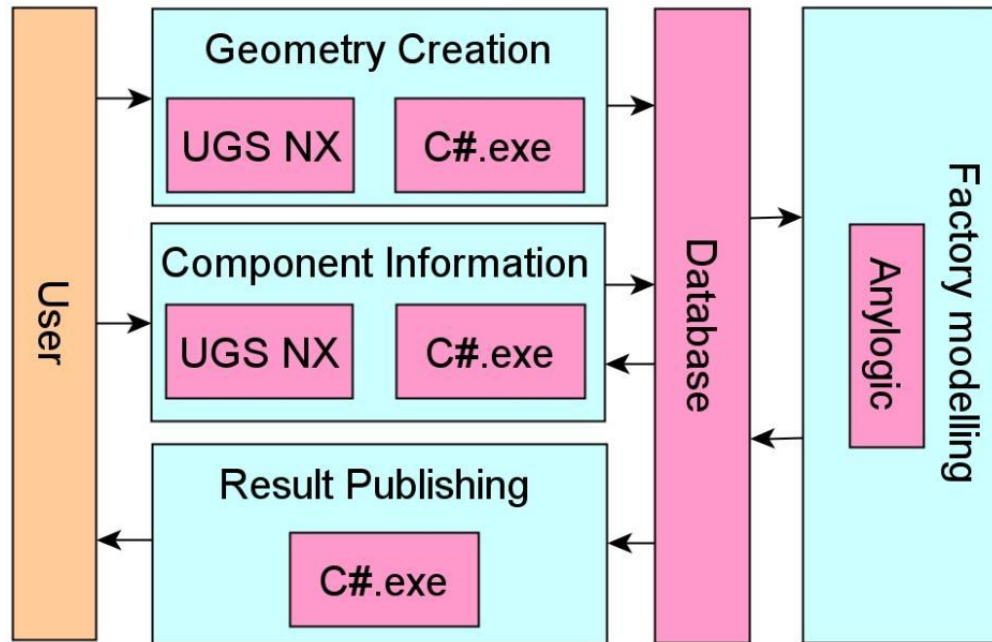 User
Geometry Creation
UGS NX
C#.exe
Component Information
UGS NX
C#.exe
Result Publishing
C#.exe
Database
Factory modelling
Anylogic